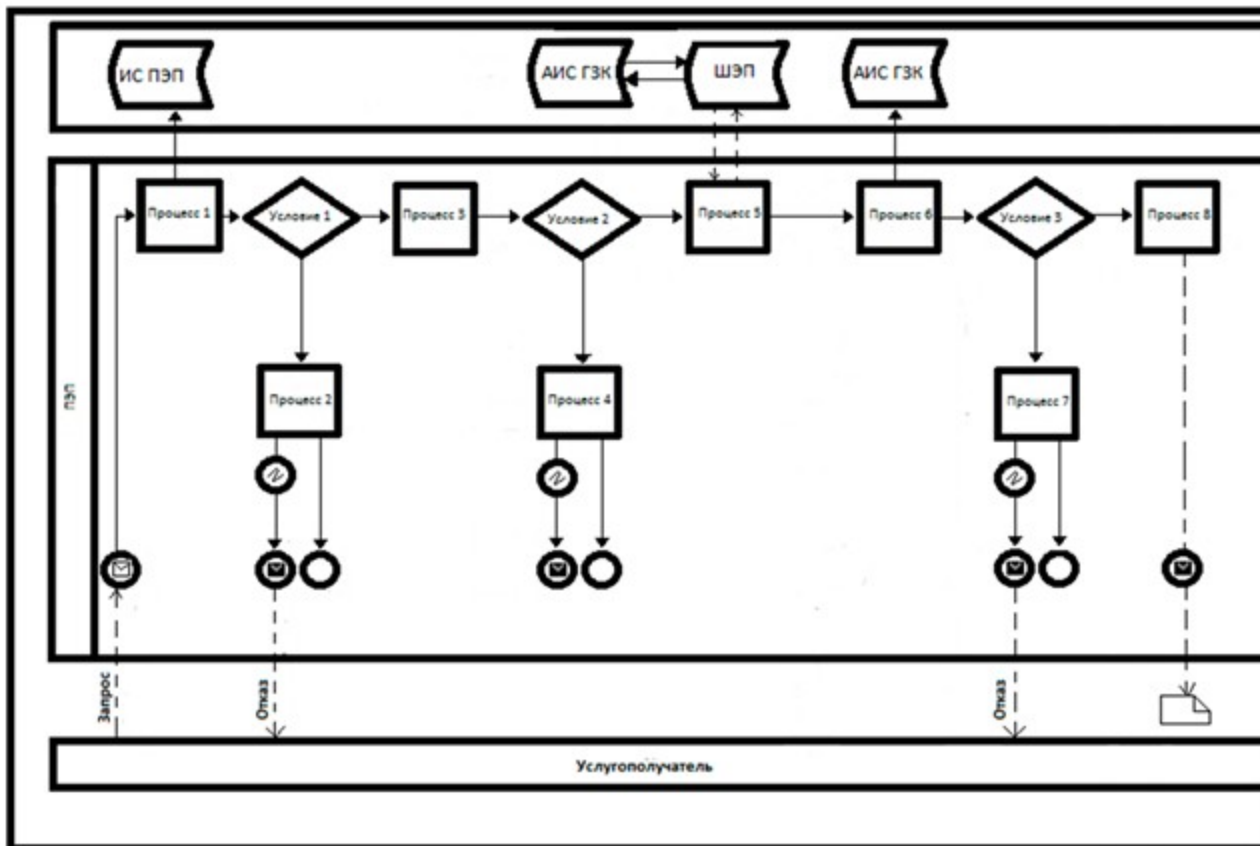 ИС ПЭП
АИС ГЗК
ШЭП
АИС ГЗК
Процесс 1
Условие 1
Процесс 3
Условие 2
Процесс 5
Процесс 6
Условие 3
Процесс 8
ПЭП
Процесс 2
Процесс 4
Процесс 7
Запрос
Отказ
Отказ
Услугополучатель